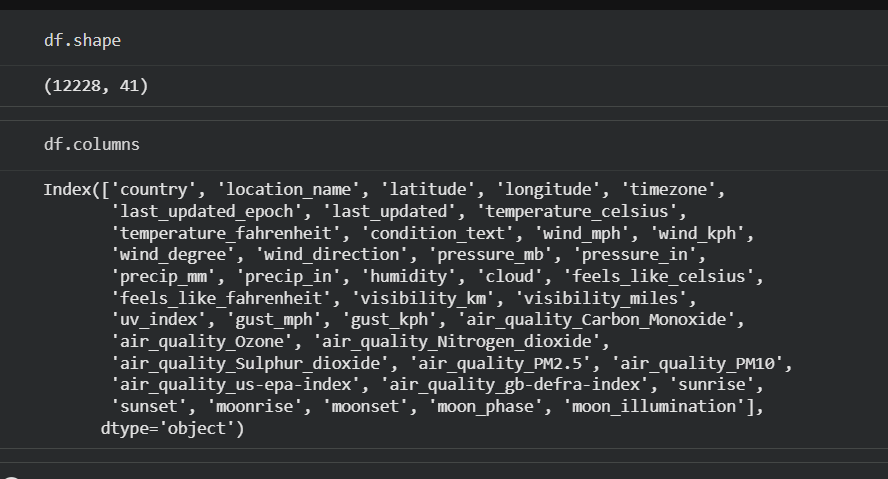 df.shape
(12228, 41)
df.columns
Index(['country', 'location_name', 'latitude', 'longitude', 'timezone',
'last_updated_epoch', 'last_updated', 'temperature_celsius',
'temperature_fahrenheit', 'condition_text', 'wind_mph', 'wind_kph',
'wind_degree', 'wind_direction', 'pressure_mb', 'pressure_in',
'precip_mm', 'precip_in', 'humidity', 'cloud', 'feels_like_celsius',
'feels_like_fahrenheit', 'visibility_km', 'visibility_miles',
'uv_index', 'gust_mph', 'gust_kph', 'air_quality_Carbon_Monoxide',
'air_quality_Ozone', 'air_quality_Nitrogen_dioxide',
'air_quality_Sulphur_dioxide', 'air_quality_PM2.5', 'air_quality_PM10',
'air_quality_us-epa-index', 'air_quality_gb-defra-index', 'sunrise',
'sunset', 'moonrise', 'moonset', 'moon_phase', 'moon_illumination'],
dtype='object')